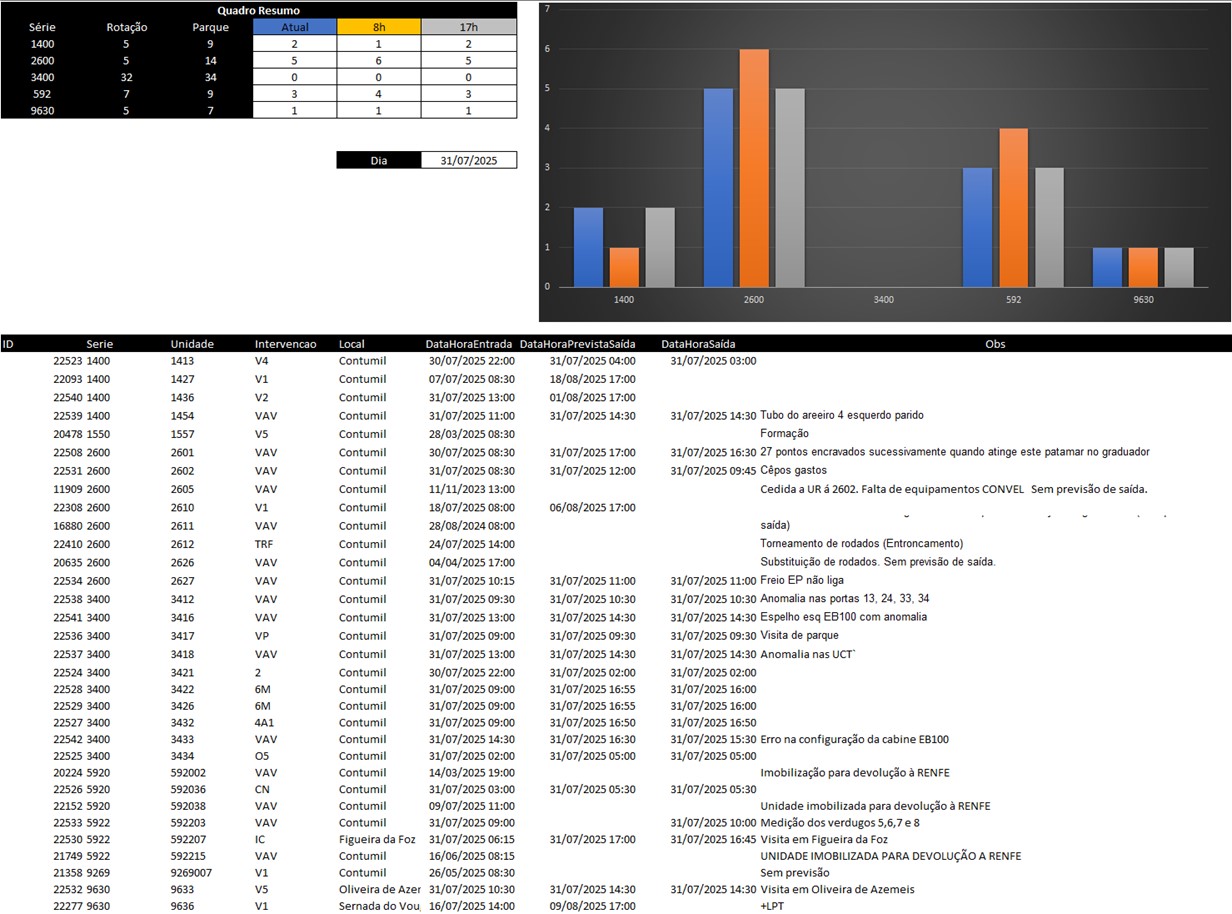 Quadro Resumo
Série Rotação Parque Atual 8h 17h
1400 5 9 2 1 2
2600 5 14 5 6 5
3400 32 34 0 0 0
592 7 9 3 4 3
9630 5 7 1 1 1
Dia 31/07/2025
7
6
5
4
3
2
1
0
1400 2600 3400 592 9630
ID Serie Unidade Intervencao Local DataHoraEntrada DataHoraPrevistaSaída DataHoraSaída Obs
22523 1400 1413 V4 Contumil 30/07/2025 22:00 31/07/2025 04:00 31/07/2025 03:00
22093 1400 1427 V1 Contumil 07/07/2025 08:30 18/08/2025 17:00
22540 1400 1436 V2 Contumil 31/07/2025 13:00 01/08/2025 17:00
22539 1400 1454 VAV Contumil 31/07/2025 11:00 31/07/2025 14:30 31/07/2025 14:30 Tubo do areeiro 4 esquerdo parido
20478 1550 1557 V5 Contumil 28/03/2025 08:30 Formação
22508 2600 2601 VAV Contumil 30/07/2025 08:30 31/07/2025 17:00 31/07/2025 16:30 27 pontos encravados sucessivamente quando atinge este patamar no graduador
22531 2600 2602 VAV Contumil 31/07/2025 08:30 31/07/2025 12:00 31/07/2025 09:45 Cêpos gastos
11909 2600 2605 VAV Contumil 11/11/2023 13:00 Cedida a UR á 2602. Falta de equipamentos CONVEL Sem previsão de saída.
22308 2600 2610 V1 Contumil 18/07/2025 08:00 06/08/2025 17:00
16880 2600 2611 VAV Contumil 28/08/2024 08:00 saída)
22410 2600 2612 TRF Contumil 24/07/2025 14:00 Torneamento de rodados (Entroncamento)
20635 2600 2626 VAV Contumil 04/04/2025 17:00 Substituição de rodados. Sem previsão de saída.
22534 2600 2627 VAV Contumil 31/07/2025 10:15 31/07/2025 11:00 31/07/2025 11:00 Freio EP não liga
22538 3400 3412 VAV Contumil 31/07/2025 09:30 31/07/2025 10:30 31/07/2025 10:30 Anomalia nas portas 13, 24, 33, 34
22541 3400 3416 VAV Contumil 31/07/2025 13:00 31/07/2025 14:30 31/07/2025 14:30 Espelho esq EB100 com anomalia
22536 3400 3417 VP Contumil 31/07/2025 09:00 31/07/2025 09:30 31/07/2025 09:30 Visita de parque
22537 3400 3418 VAV Contumil 31/07/2025 13:00 31/07/2025 14:30 31/07/2025 14:30 Anomalia nas UCT`
22524 3400 3421 2 Contumil 30/07/2025 22:00 31/07/2025 02:00 31/07/2025 02:00
22528 3400 3422 6M Contumil 31/07/2025 09:00 31/07/2025 16:55 31/07/2025 16:00
22529 3400 3426 6M Contumil 31/07/2025 09:00 31/07/2025 16:55 31/07/2025 16:00
22527 3400 3432 4A1 Contumil 31/07/2025 09:00 31/07/2025 16:50 31/07/2025 16:50
22542 3400 3433 VAV Contumil 31/07/2025 14:30 31/07/2025 16:30 31/07/2025 15:30 Erro na configuração da cabine EB100
22525 3400 3434 O5 Contumil 31/07/2025 02:00 31/07/2025 05:00 31/07/2025 05:00
20224 5920 592002 VAV Contumil 14/03/2025 19:00 Imobilização para devolução à RENFE
22526 5920 592036 CN Contumil 31/07/2025 03:00 31/07/2025 05:30 31/07/2025 05:30
22152 5920 592038 VAV Contumil 09/07/2025 11:00 Unidade imobilizada para devolução à RENFE
22533 5922 592203 VAV Contumil 31/07/2025 09:00 31/07/2025 10:00 Medição dos verdugos 5,6,7 e 8
22530 5922 592207 IC Figueira da Foz 31/07/2025 06:15 31/07/2025 17:00 31/07/2025 16:45 Visita em Figueira da Foz
21749 5922 592215 VAV Contumil 16/06/2025 08:15 UNIDADE IMOBILIZADA PARA DEVOLUÇÃO A RENFE
21358 9269 9269007 V1 Contumil 26/05/2025 08:30 Sem previsão
22532 9630 9633 V5 Oliveira de Azer 31/07/2025 10:30 31/07/2025 14:30 31/07/2025 14:30 Visita em Oliveira de Azemeis
22277 9630 9636 V1 Sernada do Vou 16/07/2025 14:00 09/08/2025 17:00 +LPT